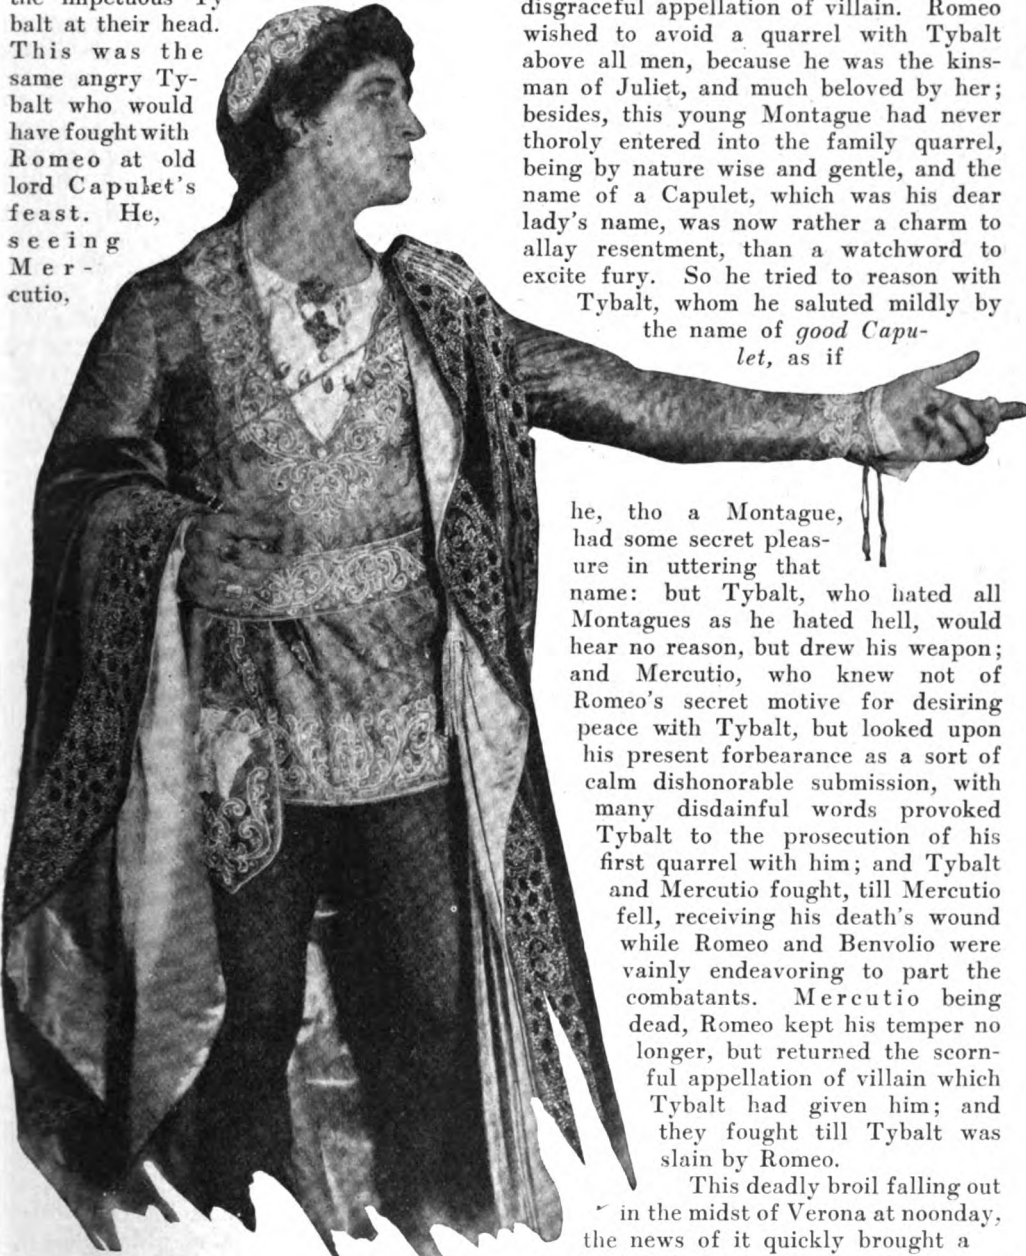 balt at their head.
This was the
same angry Ty-
balt who would
have fought with
Romeo at old
lord Capulet's
feast. He,
seeing
Mer-
cutio,
disgraceful appellation of villain. Romeo
wished to avoid a quarrel with Tybalt
above all men, because he was the kins-
man of Juliet, and much beloved by her;
besides, this young Montague had never
thoroly entered into the family quarrel,
being by nature wise and gentle, and the
name of a Capulet, which was his dear
lady's name, was now rather a charm to
allay resentment, than a watchword to
excite fury. So he tried to reason with
Tybalt, whom he saluted mildly by
the name of good Capu-
let, as if
he, tho a Montague,
had some secret pleas-
ure in uttering that
name: but Tybalt, who hated all
Montagues as he hated hell, would
hear no reason, but drew his weapon;
and Mercutio, who knew not of
Romeo's secret motive for desiring
peace with Tybalt, but looked upon
his present forbearance as a sort of
calm dishonorable submission, with
many disdainful words provoked
Tybalt to the prosecution of his
first quarrel with him; and Tybalt
and Mercutio fought, till Mercutio
fell, receiving his death's wound
while Romeo and Benvolio were
vainly endeavoring to part the
combatants. Mercutio being
dead, Romeo kept his temper no
longer, but returned the scorn-
ful appellation of villain which
Tybalt had given him; and
they fought till Tybalt was
slain by Romeo.
This deadly broil falling out
in the midst of Verona at noonday,
the news of it quickly brought a